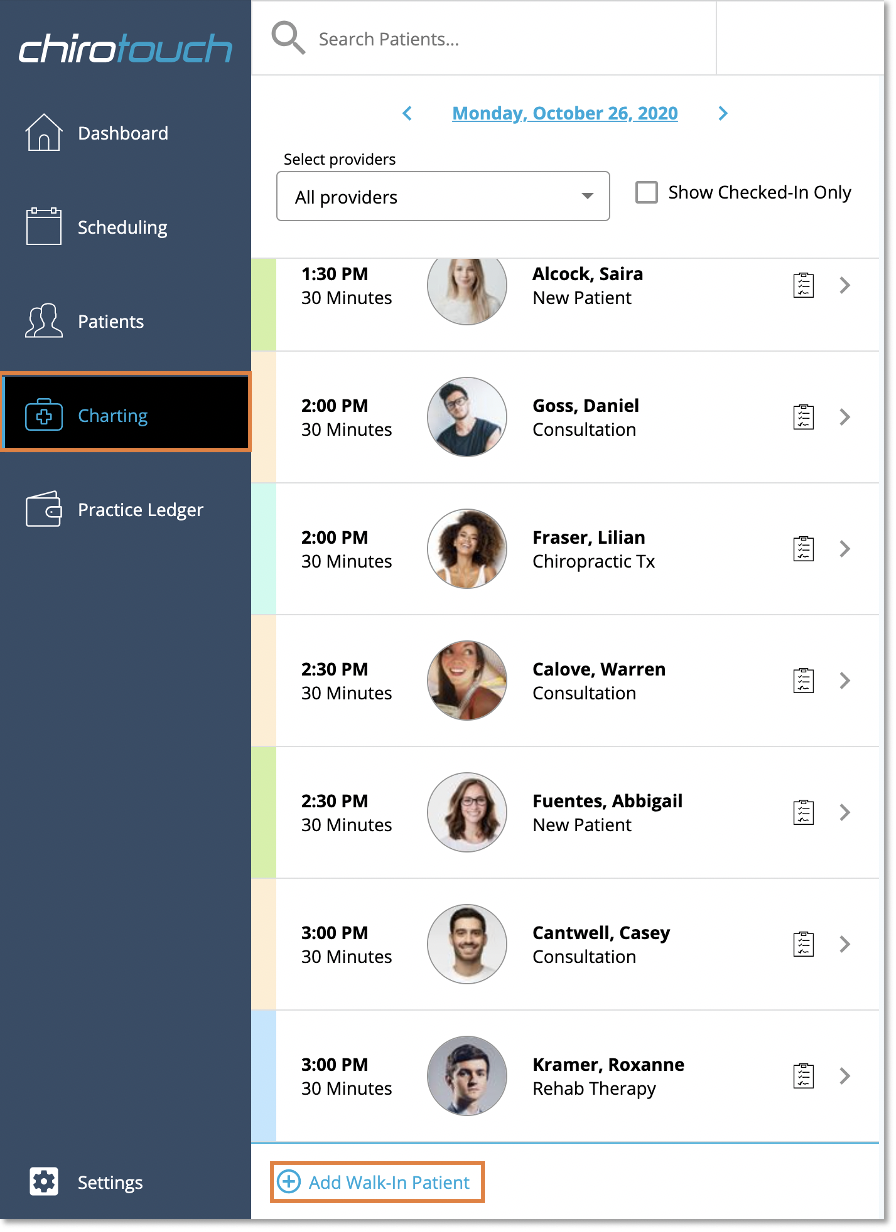 chirotouch
Search Patients...
Dashboard
Scheduling
Patients
Charting
Practice Ledger
Settings
Monday, October 26, 2020
Select providers
All providers
Show Checked-In Only
1:30 PM
30 Minutes
Alcock, Saira
New Patient
2:00 PM
30 Minutes
Goss, Daniel
Consultation
2:00 PM
30 Minutes
Fraser, Lilian
Chiropractic Tx
2:30 PM
30 Minutes
Calove, Warren
Consultation
2:30 PM
30 Minutes
Fuentes, Abbigail
New Patient
3:00 PM
30 Minutes
Cantwell, Casey
Consultation
3:00 PM
30 Minutes
Kramer, Roxanne
Rehab Therapy
Add Walk-In Patient